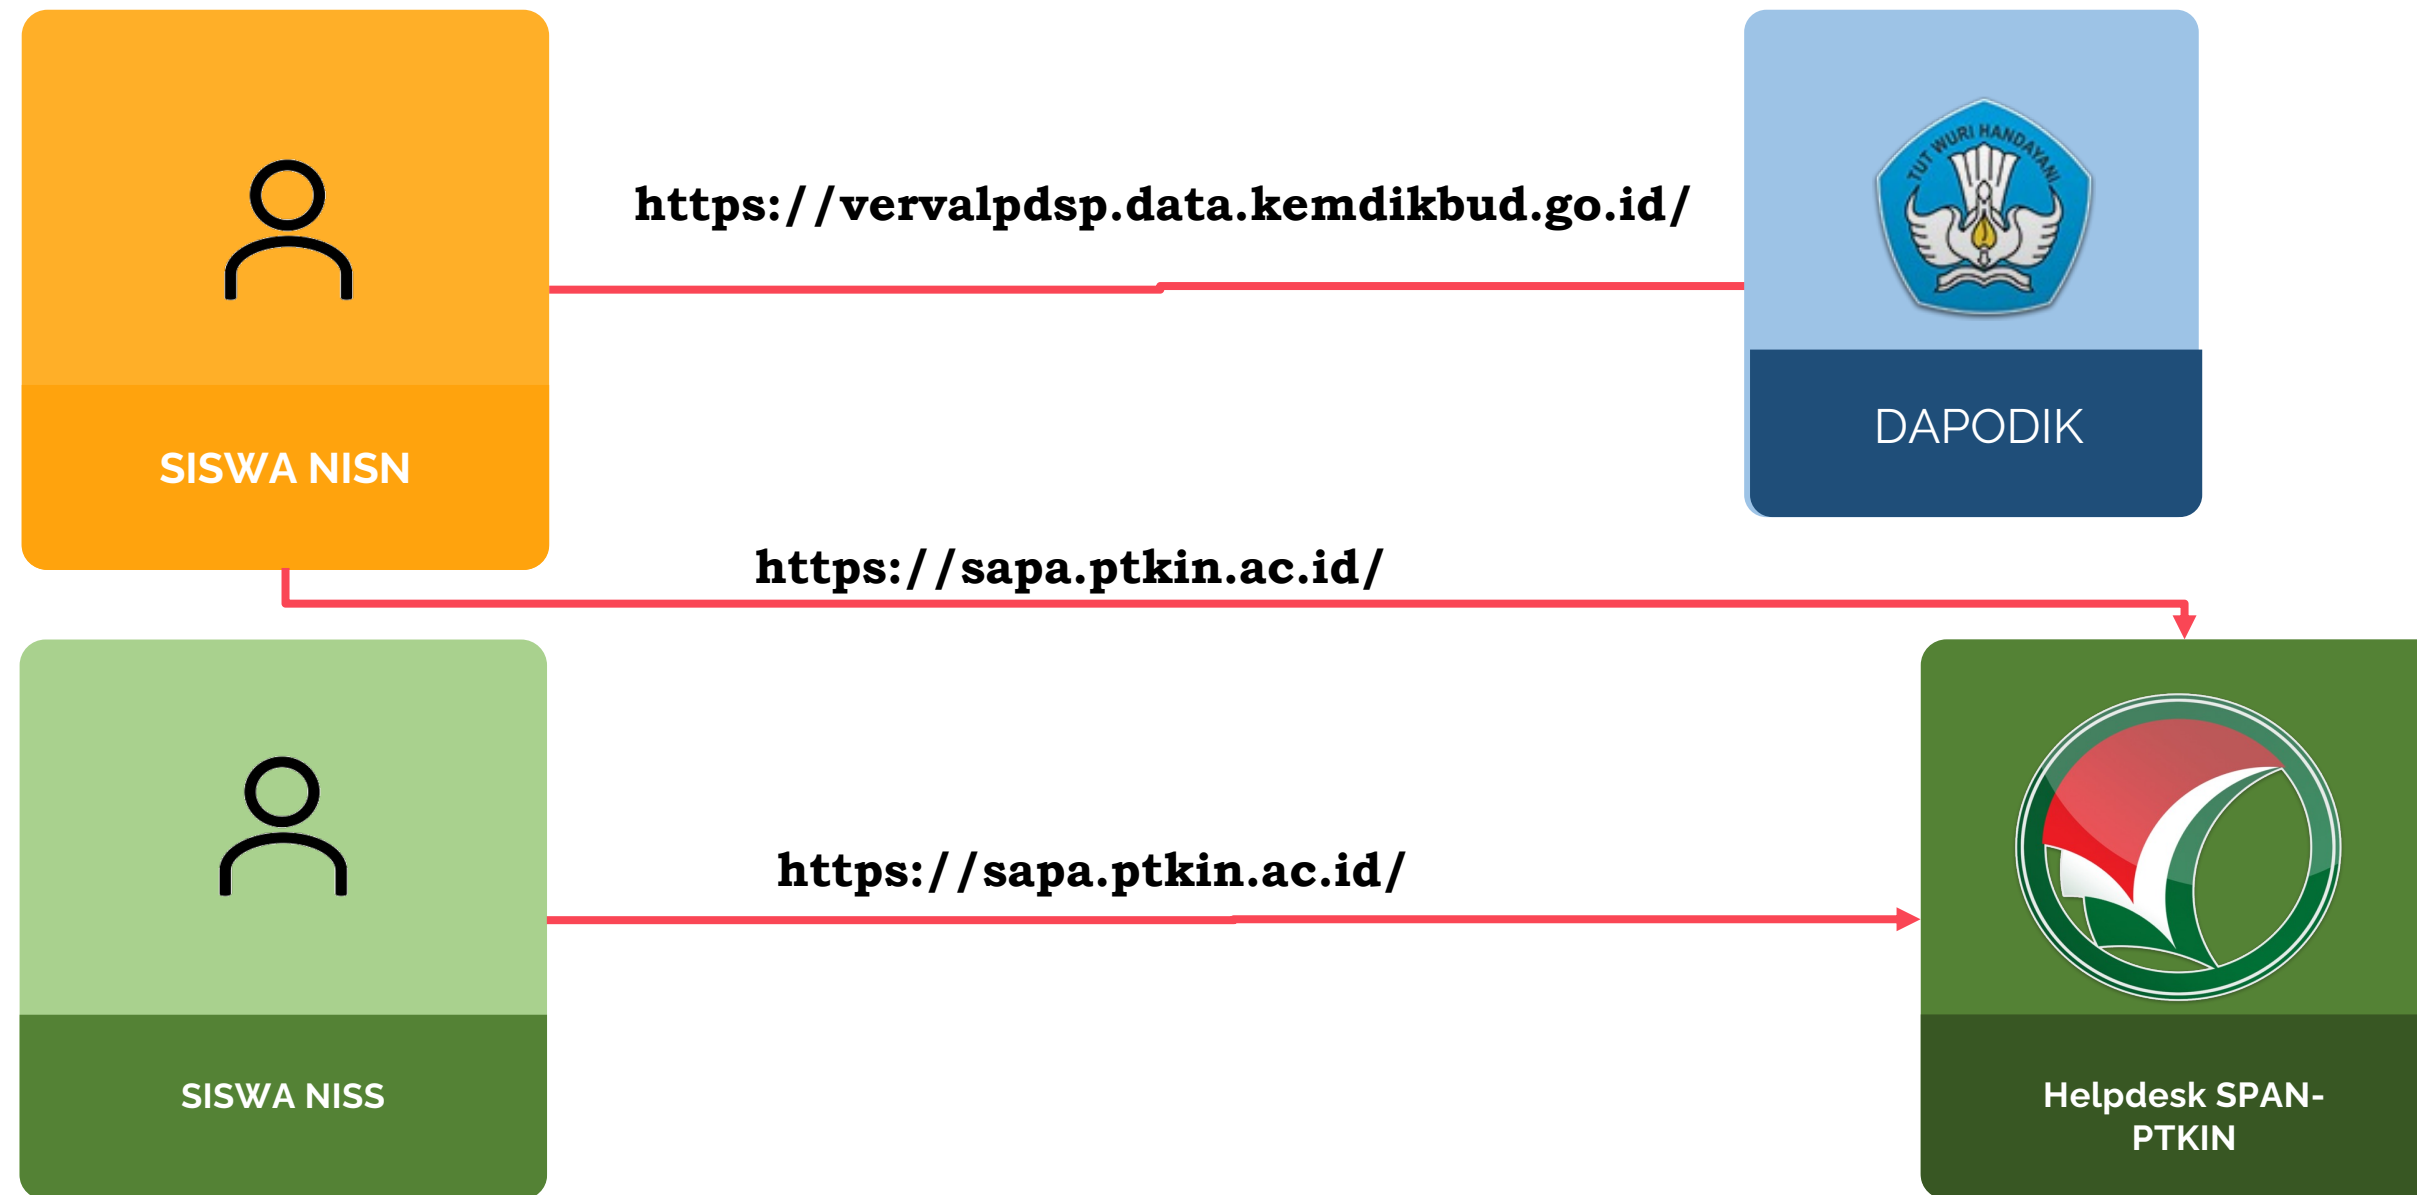 https://vervalpdsp.data.kemdikbud.go.id/
TUT WURI HANDAYANI
DAPODIK
SISWA NISN
https://sapa.ptkin.ac.id/
https://sapa.ptkin.ac.id/
SISWA NISS
Helpdesk SPAN-
PTKIN